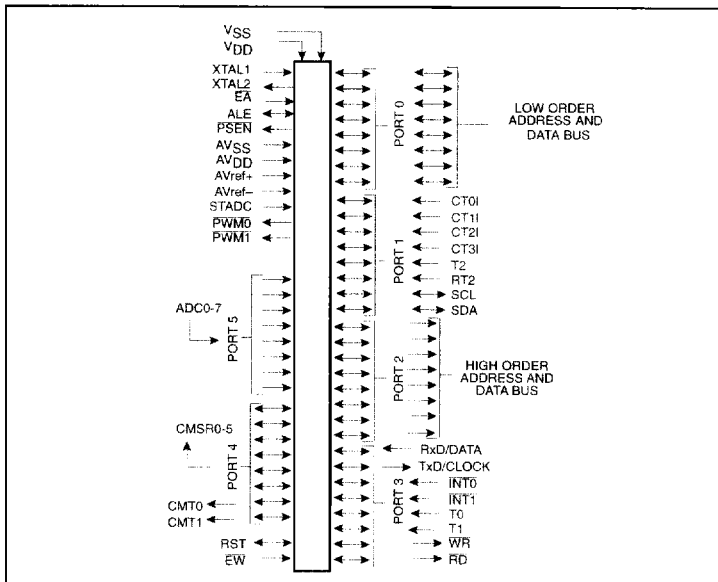 VSS
VDD
XTAL1
XTAL2
EA
ALE
PSEN
AVSS
AVDD
AVref+
AVref–
STADC
PWM0
PWM1
ADC0-7
PORT 5
CMSR0-5
PORT 4
CMT0
CMT1
RST
EW
PORT 0
LOW ORDER
ADDRESS AND
DATA BUS
PORT 1
CT0I
CT1I
CT2I
CT3I
T2
RT2
SCL
SDA
PORT 2
HIGH ORDER
ADDRESS AND
DATA BUS
PORT 3
RxD/DATA
TxD/CLOCK
INT0
INT1
T0
T1
WR
RD